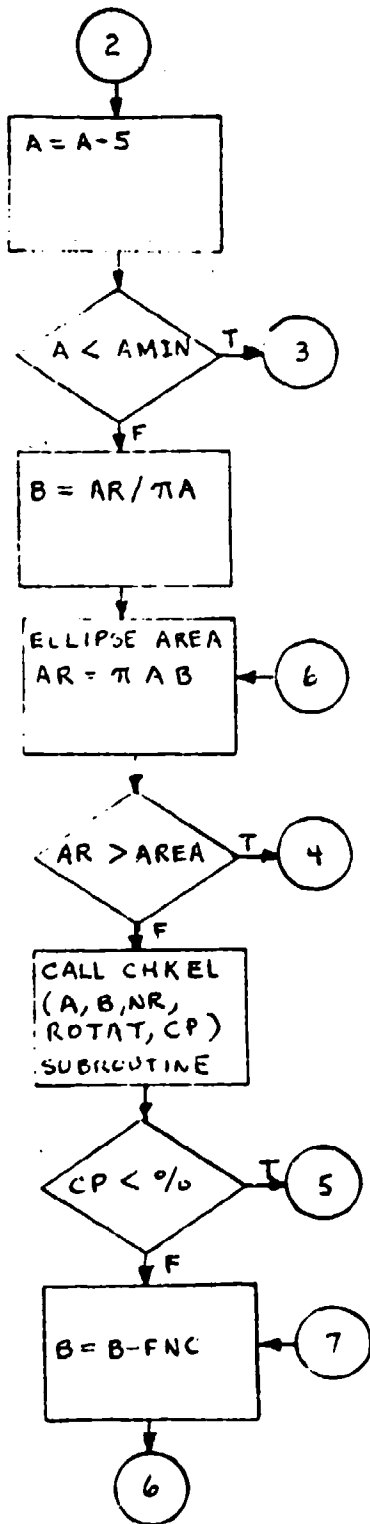 2
A = A-5
A < AMIN
T
3
F
B = AR / πA
ELLIPSE AREA
AR = π A B
6
AR > AREA
T
4
F
CALL CHKEL
(A, B, NR,
ROTAT, CP)
SUBROUTINE
CP < %
T
5
F
B = B-FNC
7
6